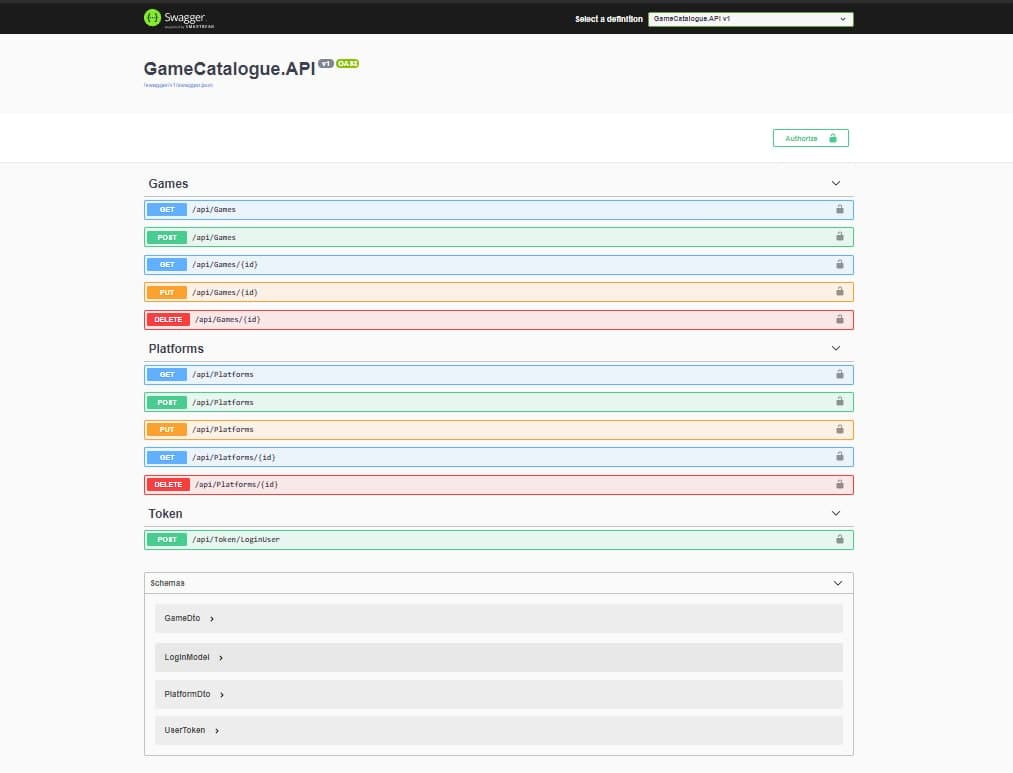 Swagger
Select a definition
GameCatalogue.API v1
GameCatalogue.API v1 OAS3
/swagger/v1/swagger.json
Authorize
Games
GET /api/Games
POST /api/Games
GET /api/Games/{id}
PUT /api/Games/{id}
DELETE /api/Games/{id}
Platforms
GET /api/Platforms
POST /api/Platforms
PUT /api/Platforms
GET /api/Platforms/{id}
DELETE /api/Platforms/{id}
Token
POST /api/Token/LoginUser
Schemas
GameDto
LoginModel
PlatformDto
UserToken